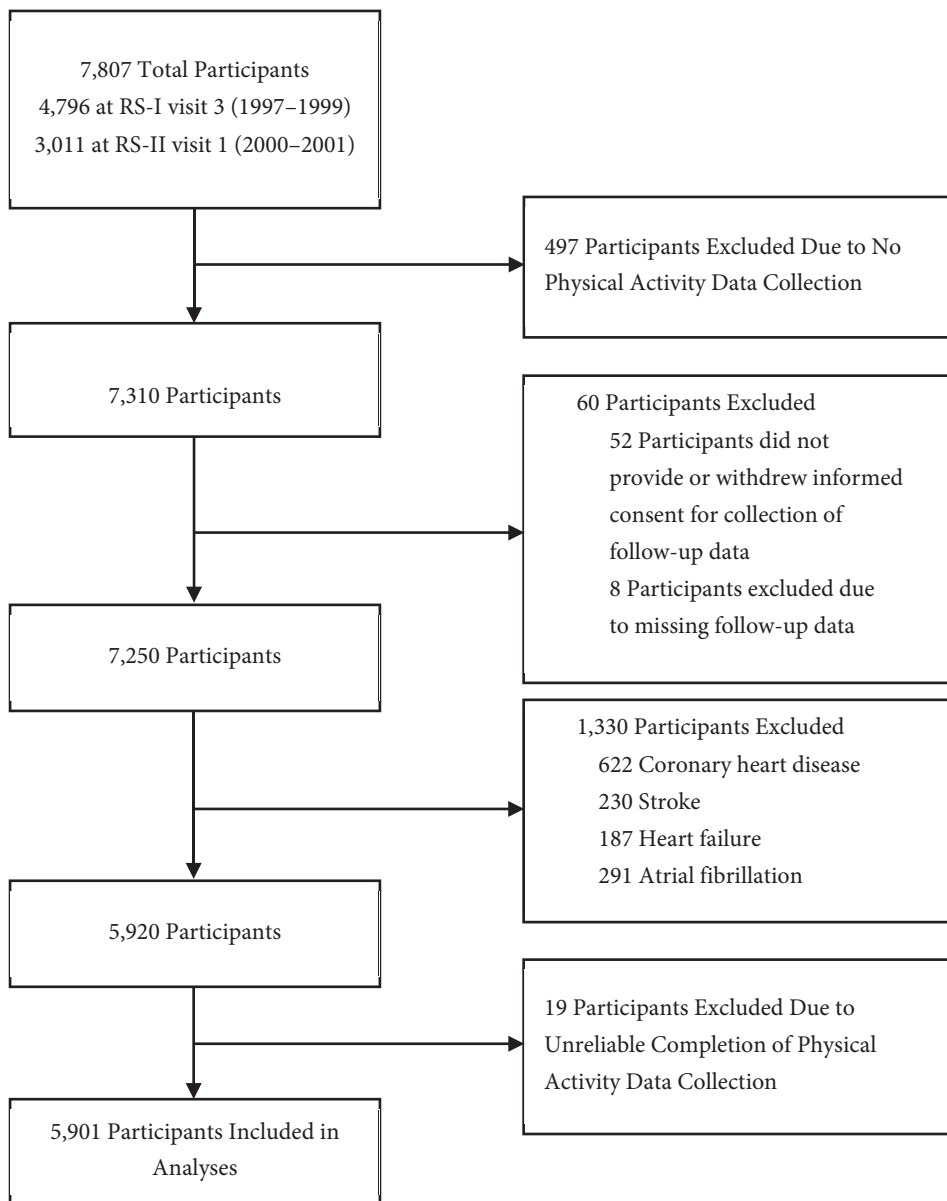 7,807 Total Participants
4,796 at RS-I visit 3 (1997–1999)
3,011 at RS-II visit 1 (2000–2001)
497 Participants Excluded Due to No
Physical Activity Data Collection
7,310 Participants
60 Participants Excluded
52 Participants did not
provide or withdrew informed
consent for collection of
follow-up data
8 Participants excluded due
to missing follow-up data
7,250 Participants
1,330 Participants Excluded
622 Coronary heart disease
230 Stroke
187 Heart failure
291 Atrial fibrillation
5,920 Participants
19 Participants Excluded Due to
Unreliable Completion of Physical
Activity Data Collection
5,901 Participants Included in
Analyses